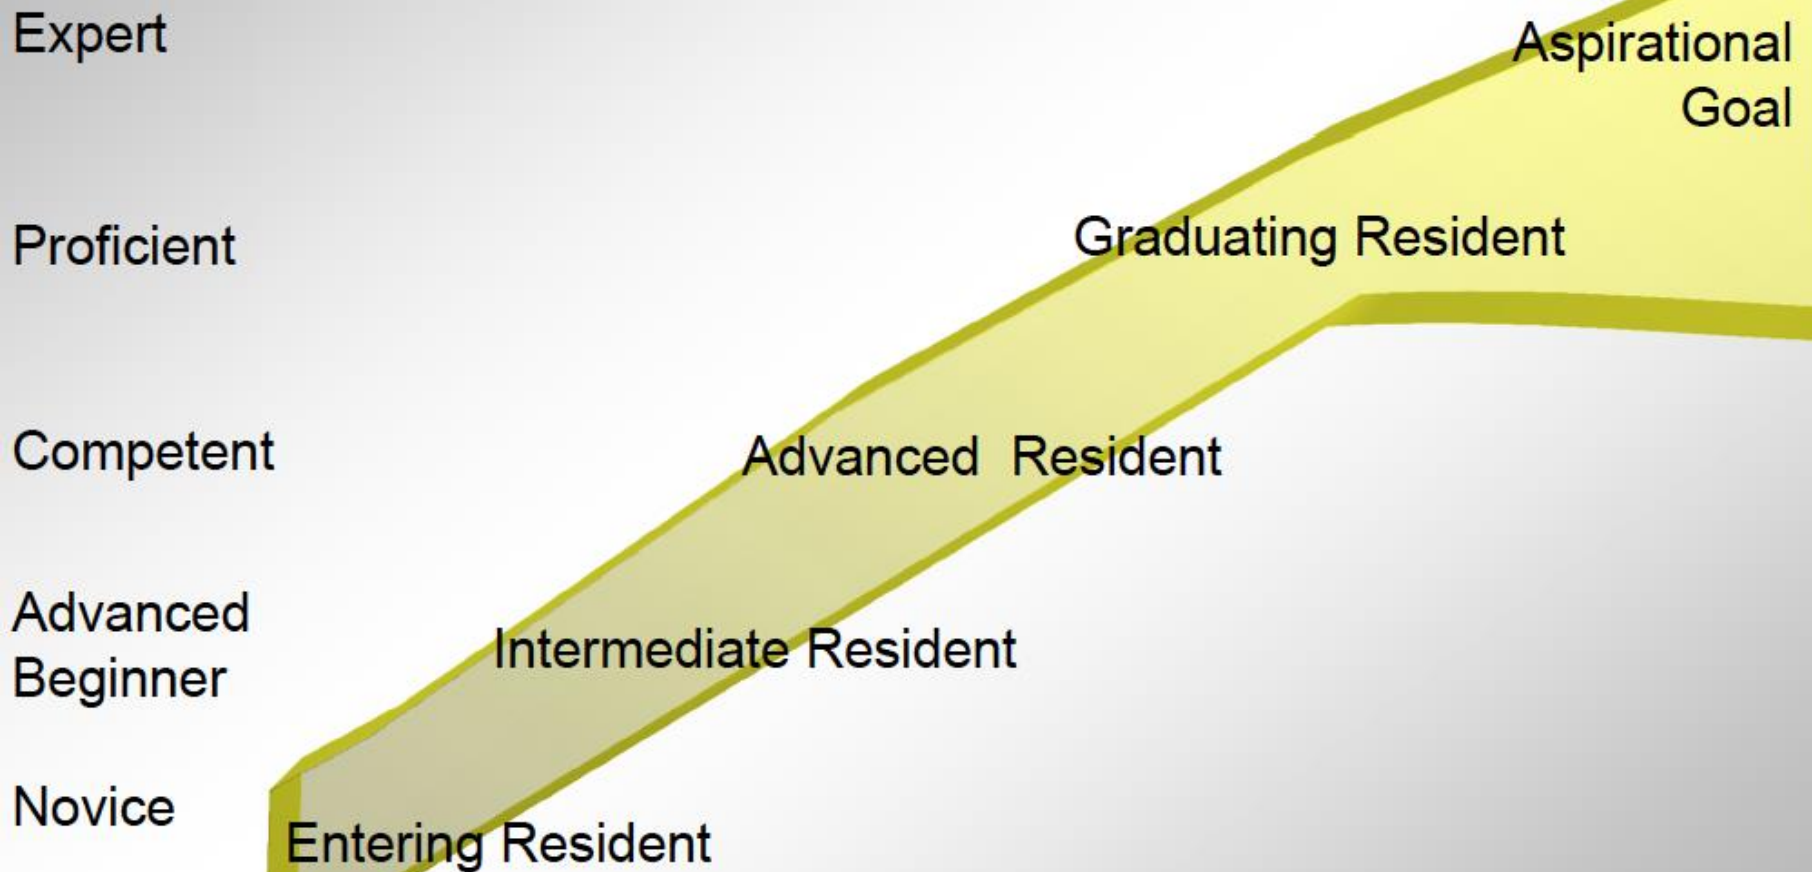 Expert
Aspirational
Goal
Proficient
Graduating Resident
Competent
Advanced Resident
Advanced
Beginner
Intermediate Resident
Novice
Entering Resident